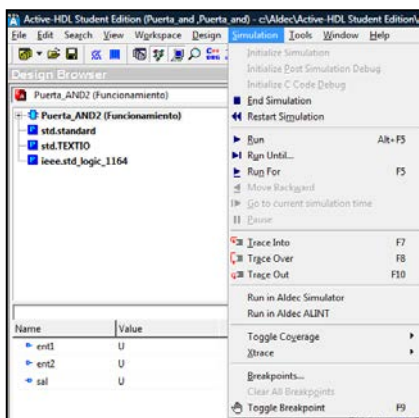 Active-HDL Student Edition (Puerta_and ,Puerta_and) - c:\Aldec\Active-HDL Student Edition\
File Edit Search View Workspace Design Simulation Tools Window Help
Design Browser
Puerta_AND2 (Funcionamiento)
Puerta_AND2 (Funcionamiento)
std.standard
std.TEXTIO
ieee.std_logic_1164
Initialize Simulation
Initialize Post Simulation Debug
Initialize C Code Debug
End Simulation
Restart Simulation
Run Alt+F5
Run Until...
Run For F5
Move Backward
Go to current simulation time
Pause
Trace Into F7
Trace Over F8
Trace Out F10
Run in Aldec Simulator
Run in Aldec ALINT
Toggle Coverage
Xtrace
Breakpoints...
Clear All Breakpoints
Toggle Breakpoint F9
Name Value
ent1 U
ent2 U
sal U